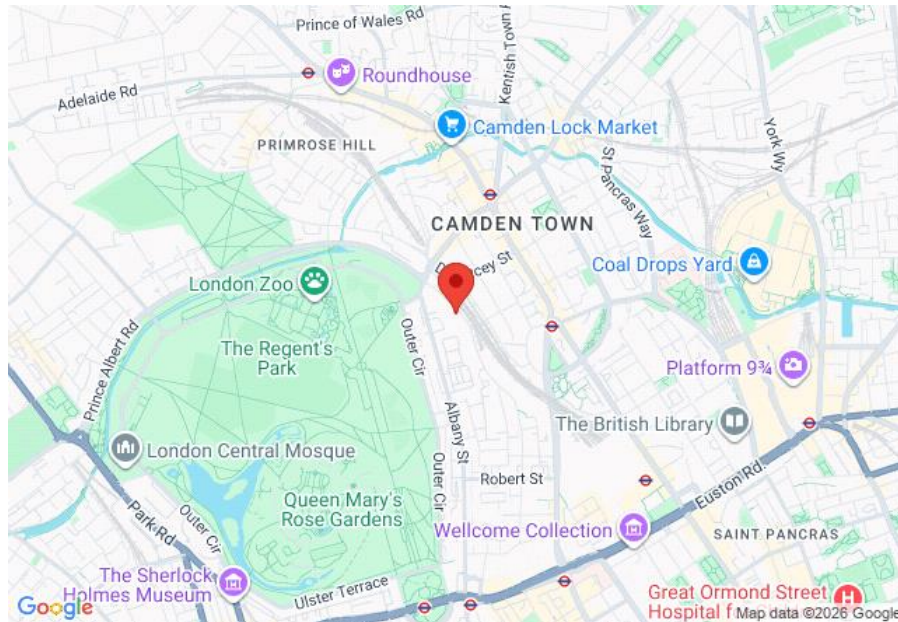 Prince of Wales Rd
Kentish Town
Roundhouse
Adelaide Rd
Camden Lock Market
York Wy
PRIMROSE HILL
St Pancras Way
CAMDEN TOWN
cey St
London Zoo
Coal Drops Yard
Outer Cir
The Regent's
Park
Prince Albert Rd
Platform 9¾
Albany St
The British Library
London Central Mosque
Outer Cir
Robert St
Euston Rd.
Queen Mary's
Rose Gardens
Park Rd
Outer Cir
Wellcome Collection
SAINT PANCRAS
The Sherlock
Holmes Museum
Ulster Terrace
Great Ormond Street
Hospital f
Google
Map data ©2026 Google